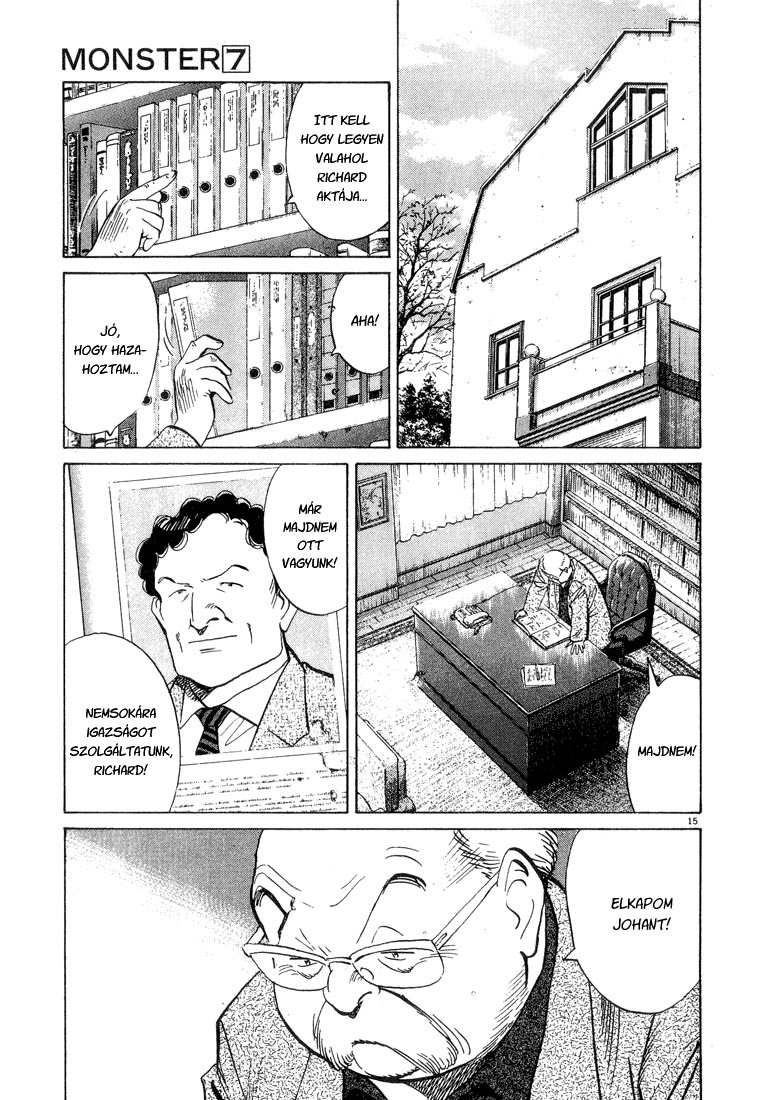 MONSTER 7
ITT KELL
HOGY LEGYEN
VALAHOL
RICHARD
AKTÁJA...
AHA!
JÓ,
HOGY HAZA-
HOZTAM...
MAJDNEM!
MÁR
MAJDNEM
OTT
VAGYUNK!
NEMSOKÁRA
IGAZSÁGOT
SZOLGÁLTATUNK,
RICHARD!
15
ELKAPOM
JOHANT!